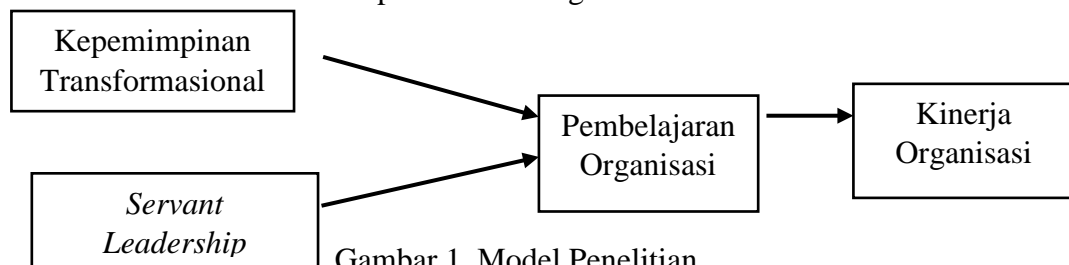 Kepemimpinan
Transformasional
Pembelajaran
Organisasi
Kinerja
Organisasi
Servant
Leadership
Gambar 1. Model Penelitian